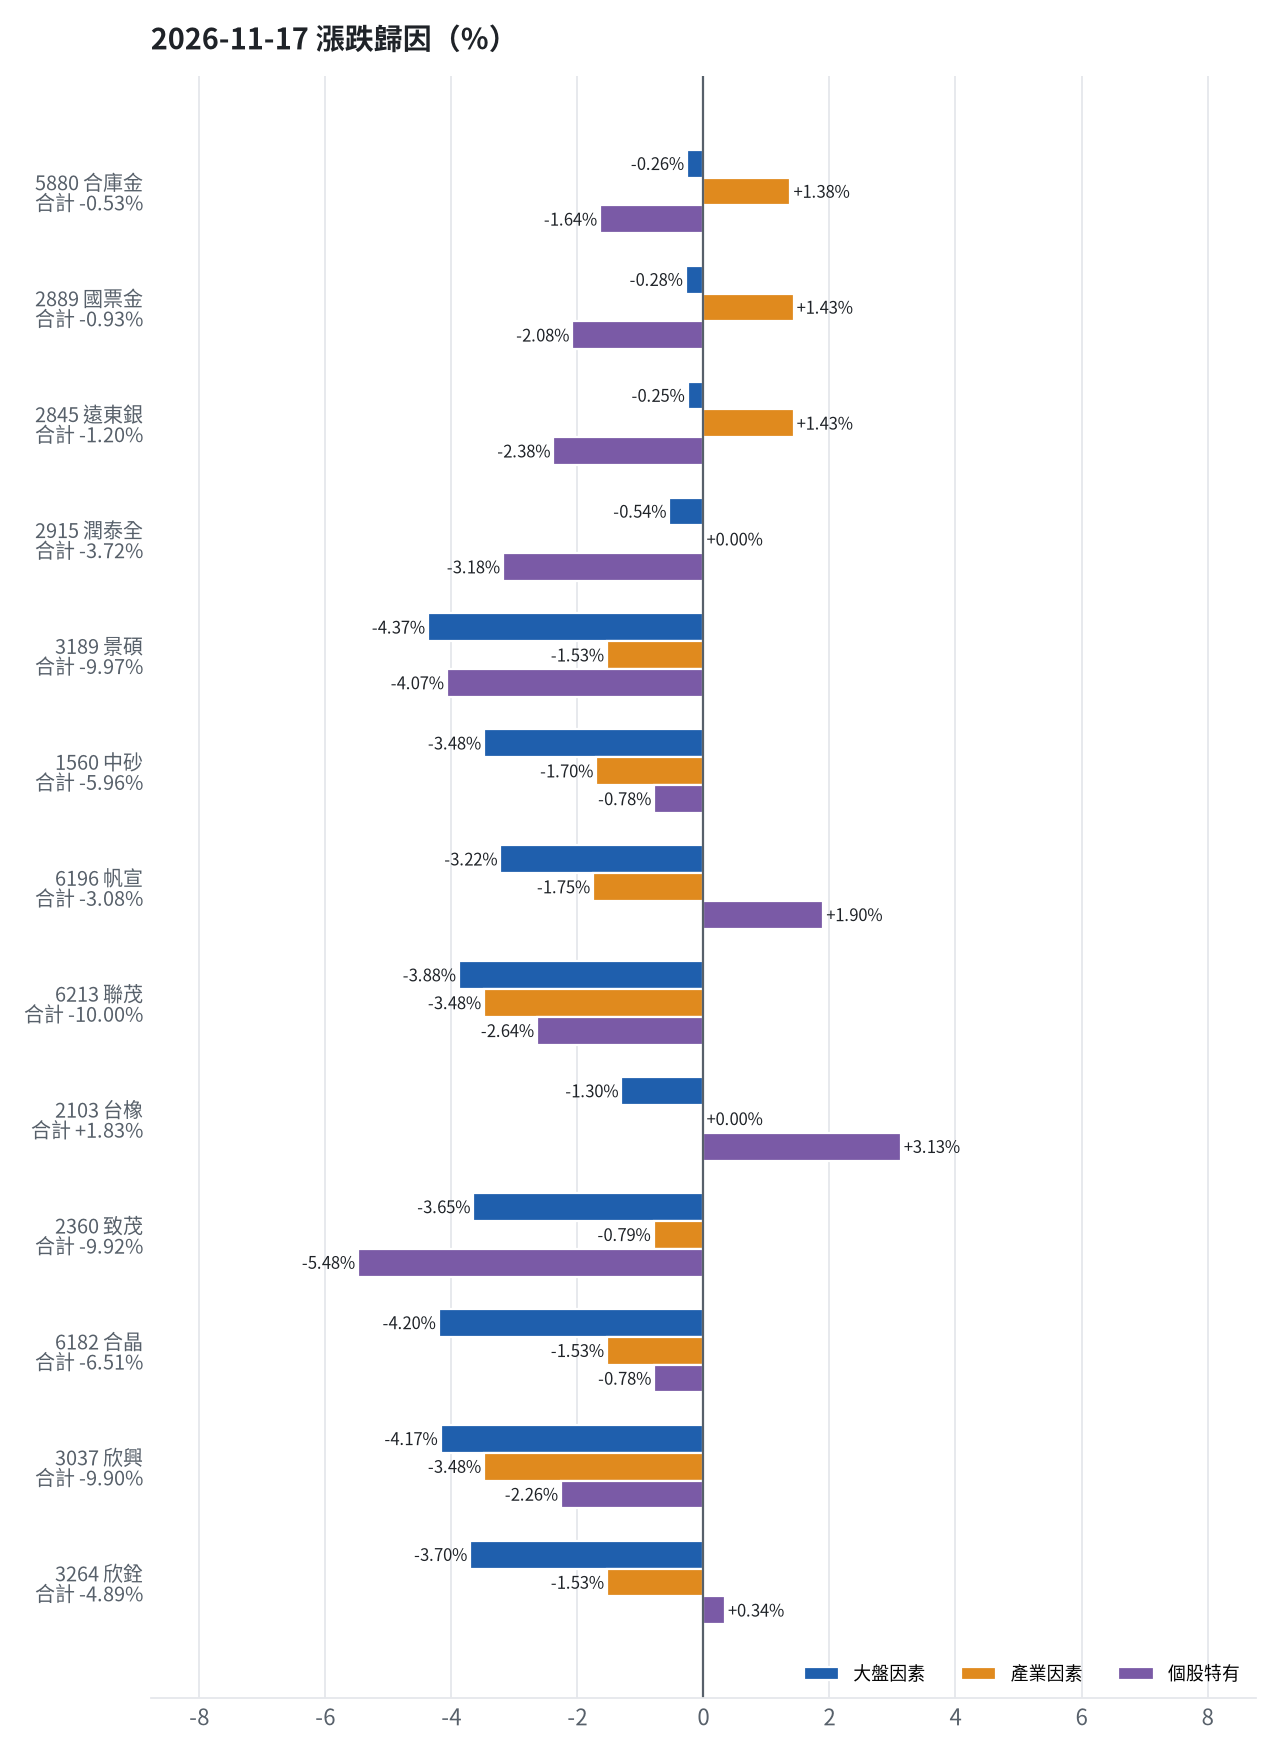 2026-11-17 漲跌歸因（%）
5880 合庫金
合計 -0.53%
-0.26%
+1.38%
-1.64%
2889 國票金
合計 -0.93%
-0.28%
+1.43%
-2.08%
2845 遠東銀
合計 -1.20%
-0.25%
+1.43%
-2.38%
2915 潤泰全
合計 -3.72%
-0.54%
+0.00%
-3.18%
3189 景碩
合計 -9.97%
-4.37%
-1.53%
-4.07%
1560 中砂
合計 -5.96%
-3.48%
-1.70%
-0.78%
6196 帆宣
合計 -3.08%
-3.22%
-1.75%
+1.90%
6213 聯茂
合計 -10.00%
-3.88%
-3.48%
-2.64%
2103 台橡
合計 +1.83%
-1.30%
+0.00%
+3.13%
2360 致茂
合計 -9.92%
-3.65%
-0.79%
-5.48%
6182 合晶
合計 -6.51%
-4.20%
-1.53%
-0.78%
3037 欣興
合計 -9.90%
-4.17%
-3.48%
-2.26%
3264 欣銓
合計 -4.89%
-3.70%
-1.53%
+0.34%
大盤因素 產業因素 個股特有
-8 -6 -4 -2 0 2 4 6 8